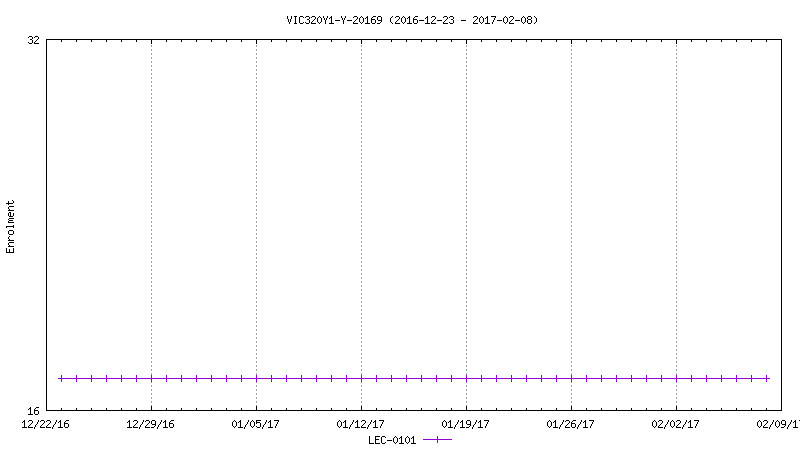 VIC320Y1-Y-20169 (2016-12-23 - 2017-02-08)
32
Enrolment
16
12/22/16 12/29/16 01/05/17 01/12/17 01/19/17 01/26/17 02/02/17 02/09/1
LEC-0101